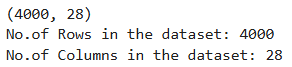 (4000, 28)
No.of Rows in the dataset: 4000
No.of Columns in the dataset: 28